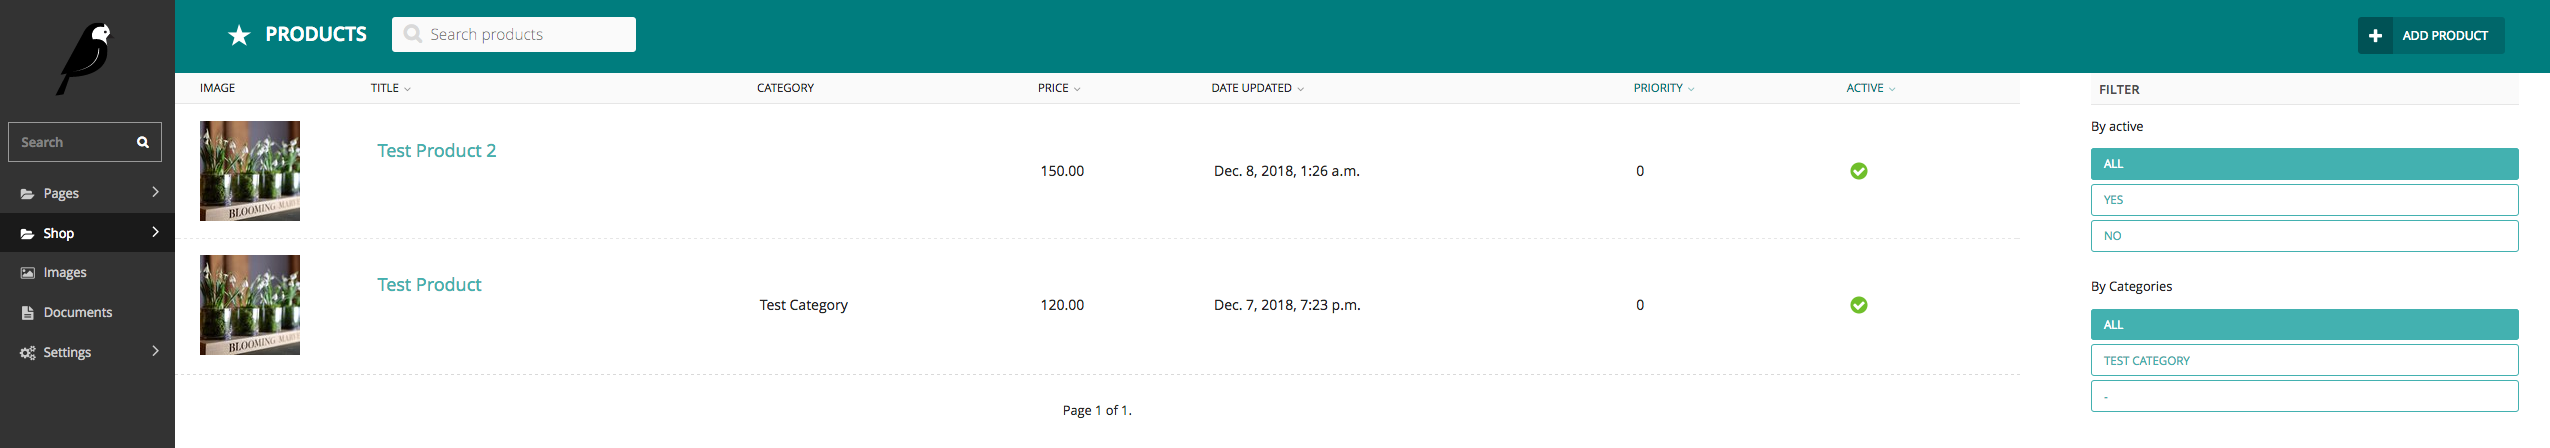 PRODUCTS
Search products
ADD PRODUCT
Search
Pages
Shop
Images
Documents
Settings
IMAGE TITLE CATEGORY PRICE DATE UPDATED PRIORITY ACTIVE
BLOOMING MARV
Test Product 2 150.00 Dec. 8, 2018, 1:26 a.m. 0
BLOOMING MARV
Test Product Test Category 120.00 Dec. 7, 2018, 7:23 p.m. 0
Page 1 of 1.
FILTER
By active
ALL
YES
NO
By Categories
ALL
TEST CATEGORY
-